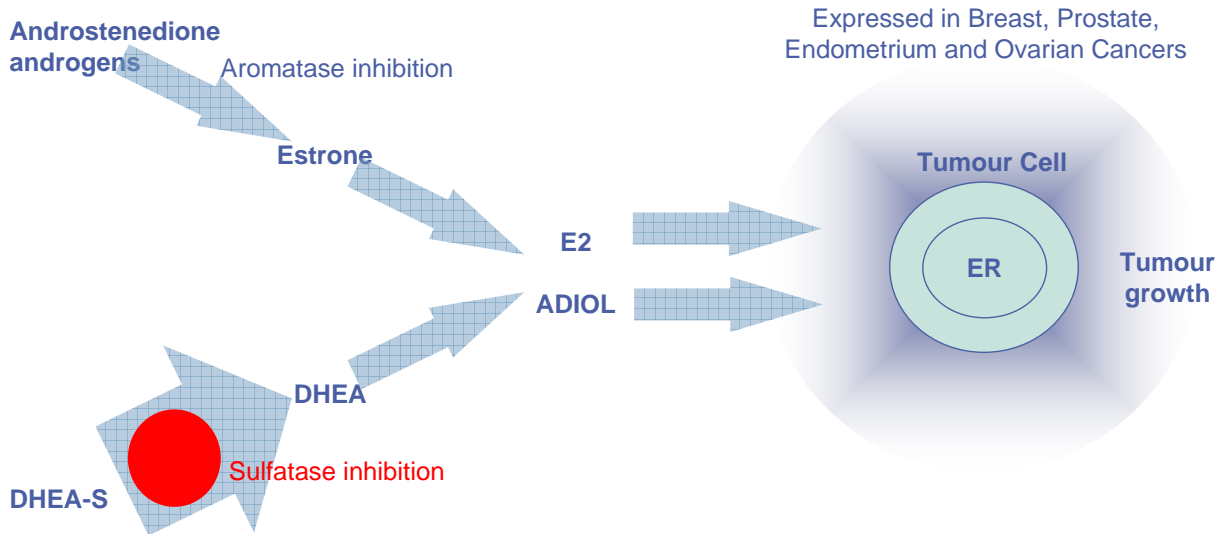 Androstenedione
androgens
Aromatase inhibition
Estrone
E2
ADIOL
DHEA
Sulfatase inhibition
DHEA-S
Expressed in Breast, Prostate,
Endometrium and Ovarian Cancers
Tumour Cell
ER
Tumour
growth